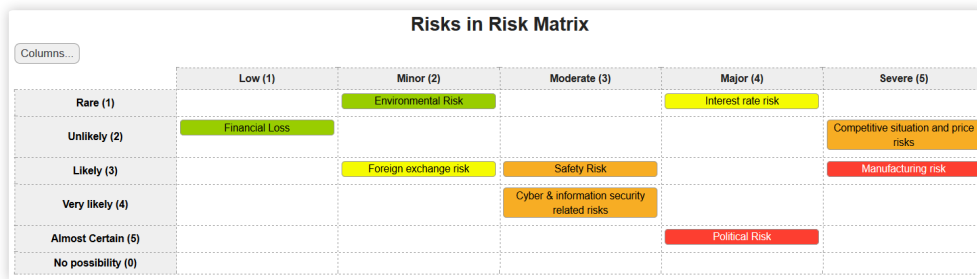 Risks in Risk Matrix
Columns...
Low (1) Minor (2) Moderate (3) Major (4) Severe (5)
Rare (1) Environmental Risk Interest rate risk
Unlikely (2) Financial Loss Competitive situation and price
risks
Likely (3) Foreign exchange risk Safety Risk Manufacturing risk
Very likely (4) Cyber & information security
related risks
Almost Certain (5) Political Risk
No possibility (0)